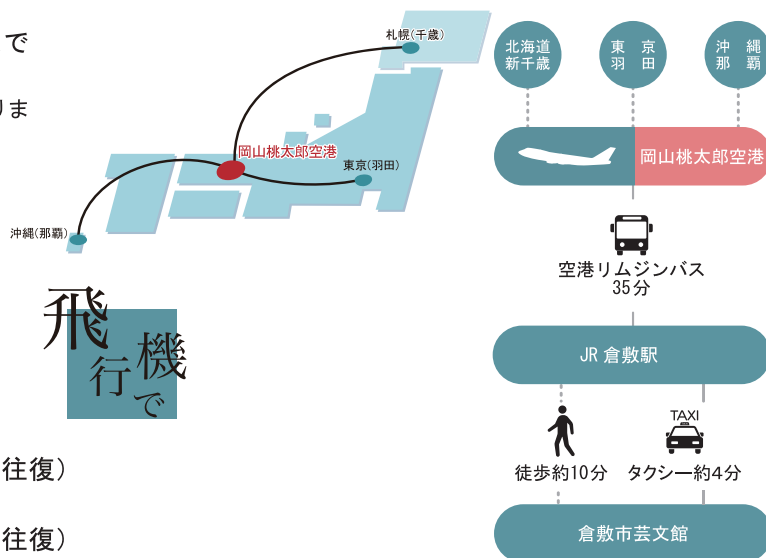 で
りま
札幌(千歳)
岡山桃太郎空港
東京(羽田)
沖縄(那覇)
飛行機で
往復)
往復)
北海道
新千歳
東京
羽田
沖縄
那覇
岡山桃太郎空港
空港リムジンバス
35分
JR 倉敷駅
TAXI
徒歩約10分
タクシー約4分
倉敷市芸文館